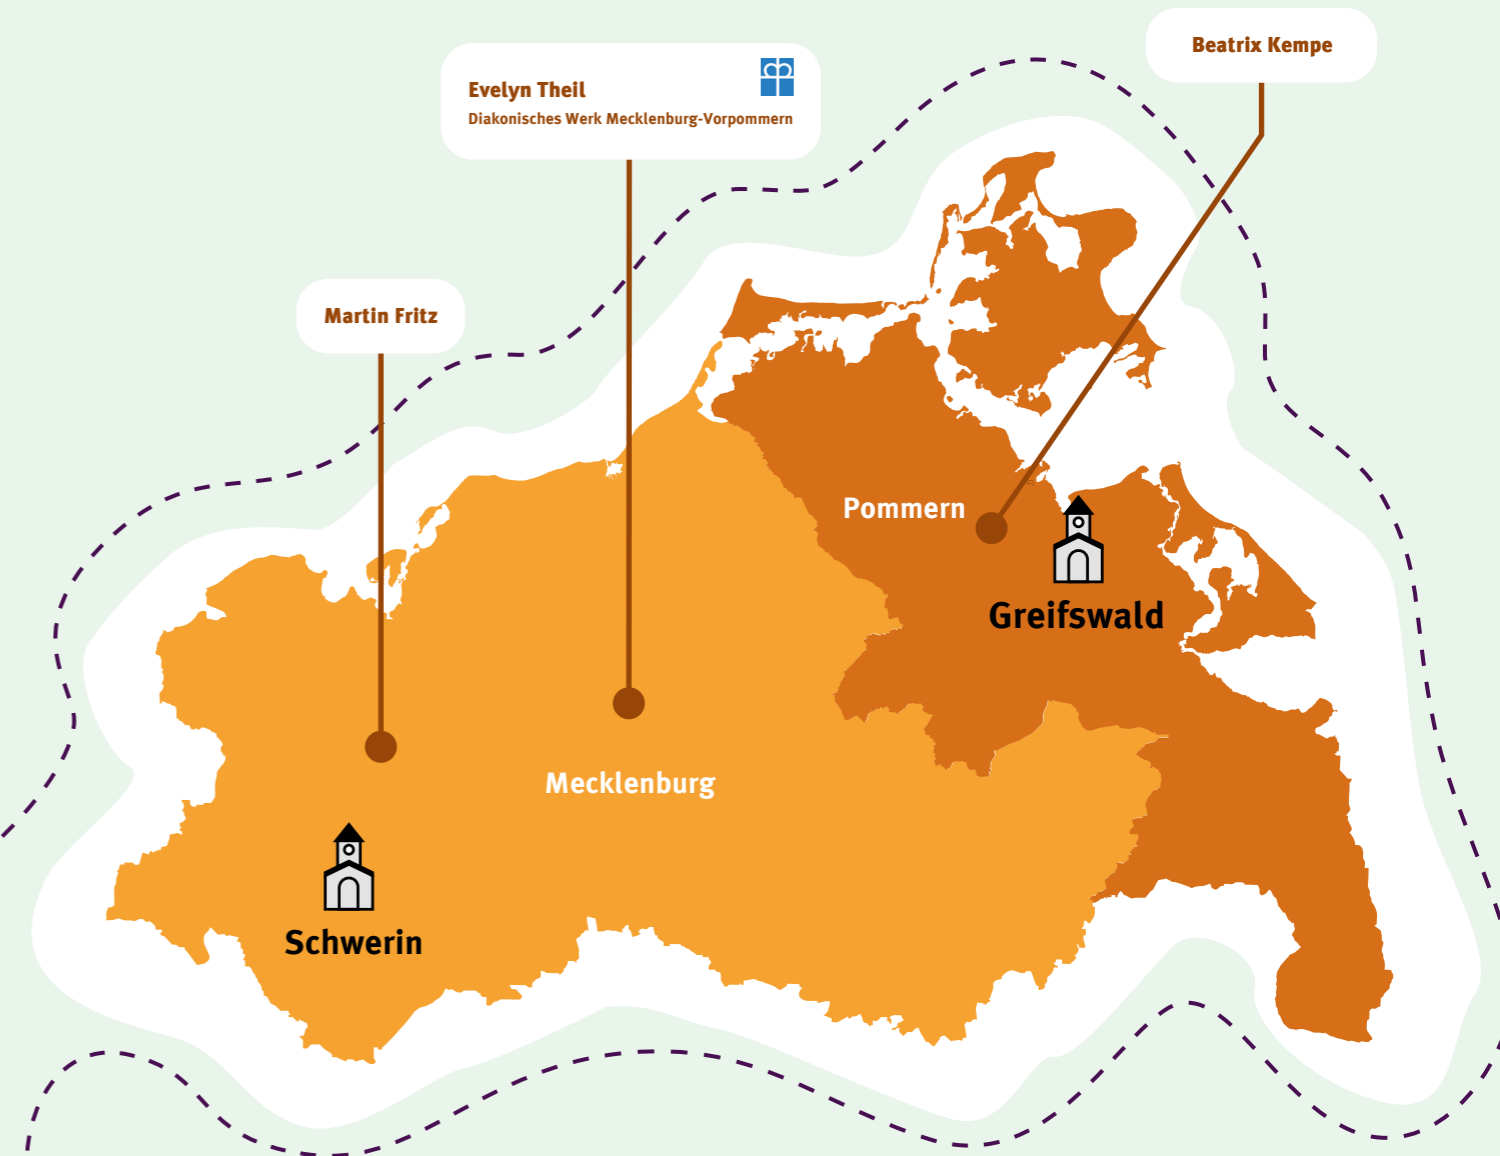 Beatrix Kempe
Evelyn Theil
Diakonisches Werk Mecklenburg-Vorpommern
Martin Fritz
Pommern
Greifswald
Mecklenburg
Schwerin